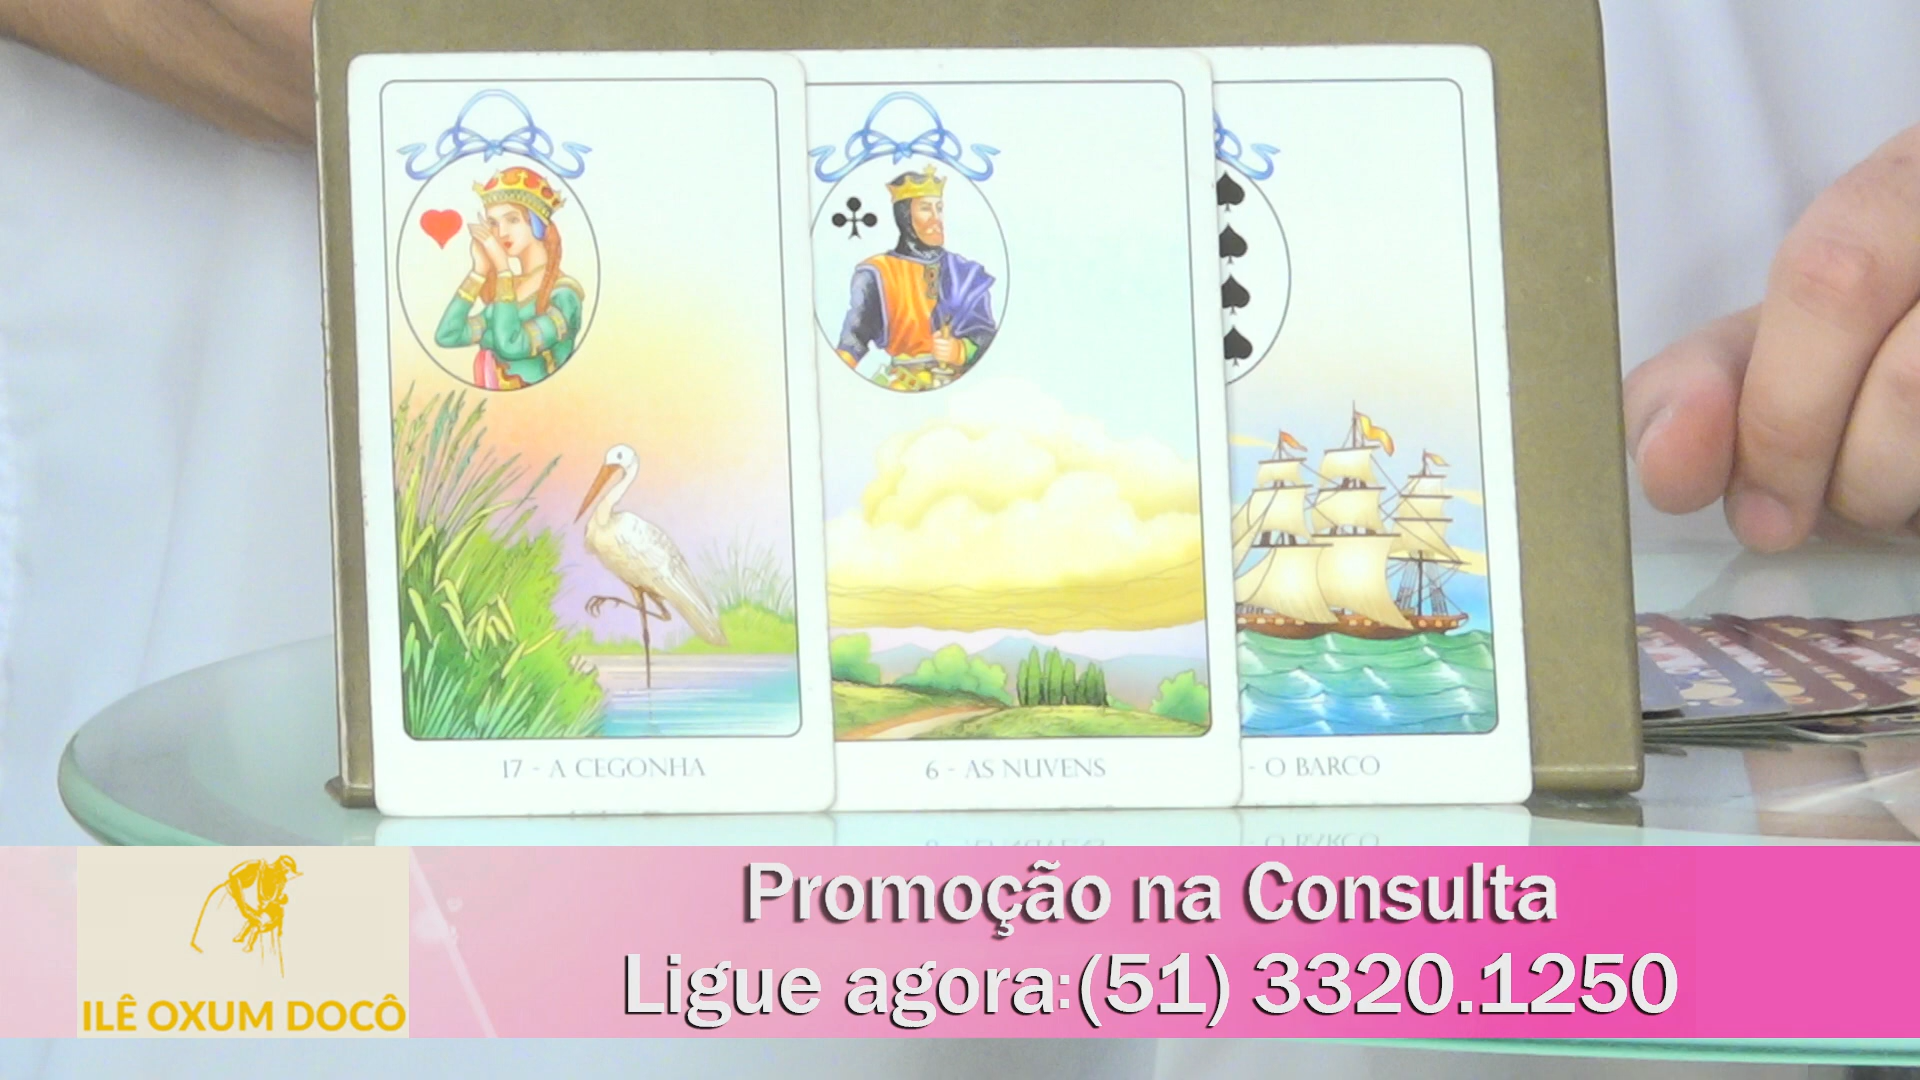 17 - A CEGONHA
6 - AS NUVENS
- O BARCO
Promoção na Consulta
Ligue agora:(51) 3320.1250
ILÊ OXUM DOCÔ